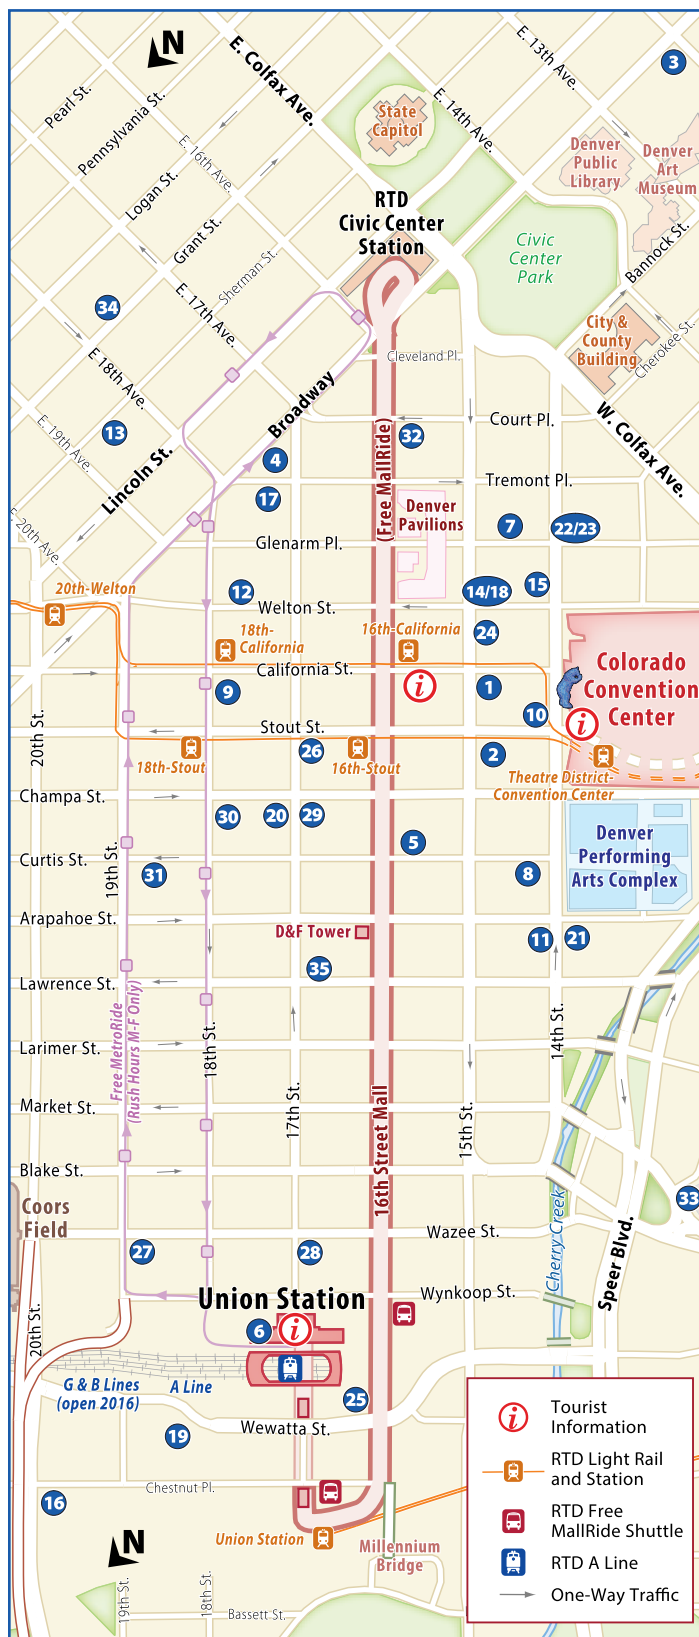 N
E. Colfax Ave.
E. 13th Ave.
3
Pearl St.
Pennsylvania St.
State
Capitol
E. 14th Ave.
E. 16th Ave.
Denver
Public
Library
Denver
Art
Museum
Logan St.
RTD
Civic Center
Station
Grant St.
Civic
Center
Park
Bannock St.
Sherman St.
34
E. 17th Ave.
City &
County
Building
Cherokee St.
E 18th Ave.
Cleveland Pl.
Broadway
Court Pl.
W. Colfax Ave.
E. 19th Ave.
13
32
(Free MallRide)
Lincoln St.
4
Tremont Pl.
17
Denver
Pavilions
7
22/23
E. 20th Ave.
Glenarm Pl.
20th-Welton
12
14/18
15
Welton St.
18th-
California
16th-California
24
California St.
Colorado
Convention
Center
9
i
1
20th St.
Stout St.
10
i
26
2
18th-Stout
16th-Stout
Theatre District-
Convention Center
Champa St.
30
20
29
Denver
Performing
Arts Complex
5
Curtis St.
19th St.
31
8
Arapahoe St.
D&F Tower
11
21
35
Lawrence St.
Free MetroRide
(Rush Hours M-F Only)
18th St.
14th St.
Larimer St.
17th St.
16th Street Mall
15th St.
Market St.
Blake St.
Coors
Field
Cherry Creek
33
Speer Blvd.
Wazee St.
27
28
Union Station
Wynkoop St.
20th St.
6
i
G & B Lines
(open 2016)
A Line
25
19
Wewatta St.
Chestnut Pl.
16
Union Station
Millennium
Bridge
N
19th St.
18th St.
Bassett St.
i
Tourist
Information
RTD Light Rail
and Station
RTD Free
MallRide Shuttle
RTD A Line
One-Way Traffic